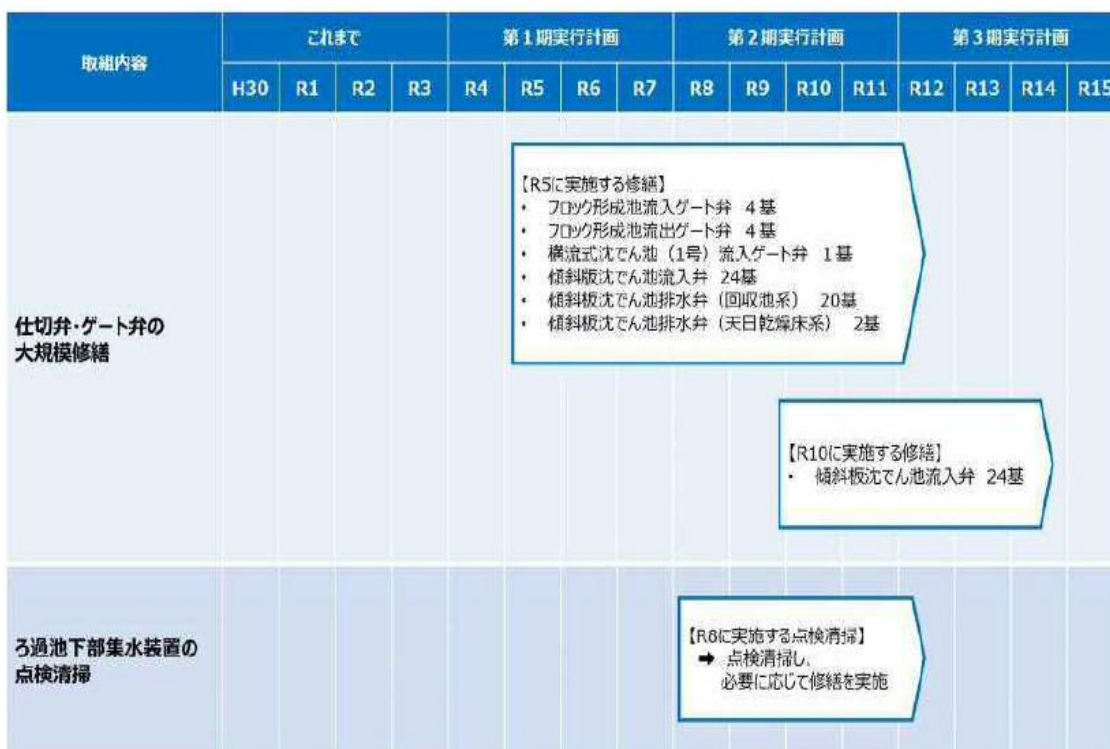 取組内容
これまで
第1期実行計画
第2期実行計画
第3期実行計画
H30 R1 R2 R3 R4 R5 R6 R7 R8 R9 R10 R11 R12 R13 R14 R15
仕切弁・ゲート弁の
大規模修繕
【R5に実施する修繕】
・ フロック形成池流入ゲート弁 4基
・ フロック形成池流出ゲート弁 4基
・ 横流式沈でん池（1号）流入ゲート弁 1基
・ 傾斜版沈でん池流入弁 24基
・ 傾斜板沈でん池排水弁（回収池系） 20基
・ 傾斜板沈でん池排水弁（天日乾燥床系） 2基
【R10に実施する修繕】
・ 傾斜板沈でん池流入弁 24基
ろ過池下部集水装置の
点検清掃
【R8に実施する点検清掃】
➡ 点検清掃し、
必要に応じて修繕を実施